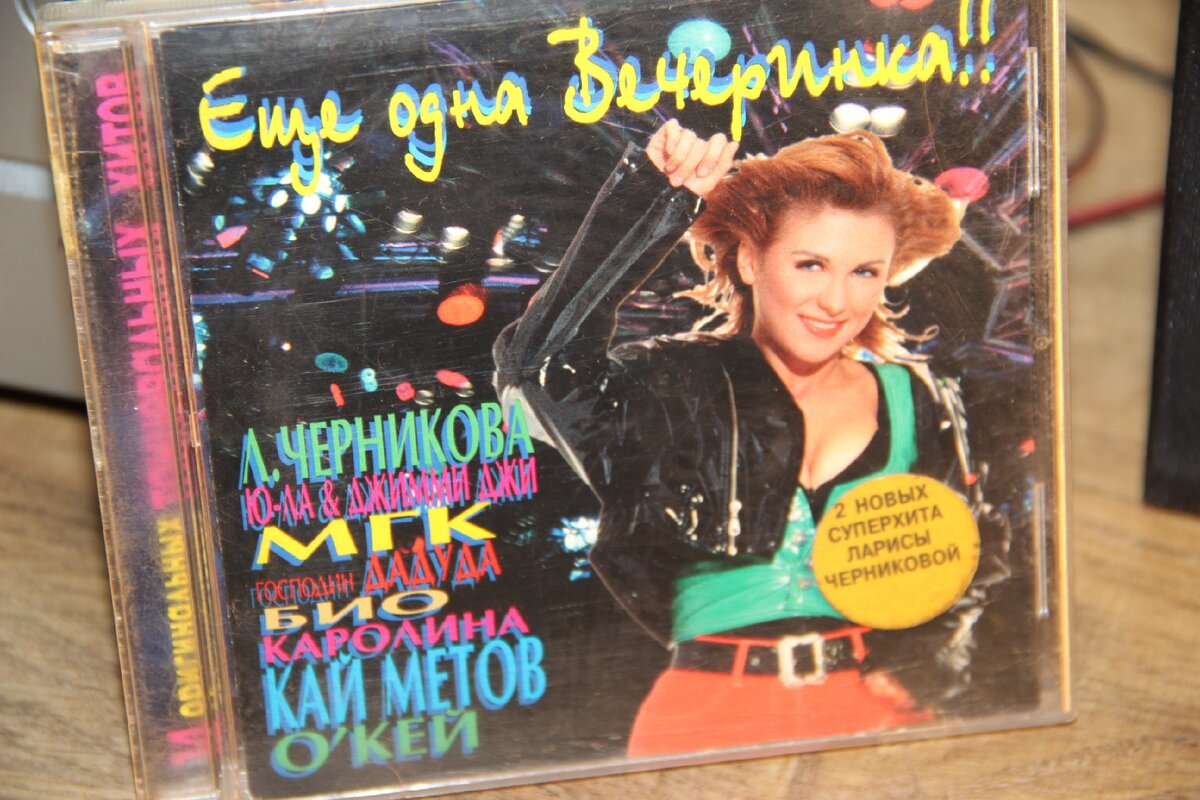 Еще одна Вечеринка!!
Л.ЧЕРНИКОВА
Ю-ЛА & ДЖИММИ ДЖИ
МГК
ГОСПОДИН ДАДУДА
БИО
КАРОЛИНА
КАЙ МЕТОВ
О'КЕЙ
2 НОВЫХ
СУПЕРХИТА
ЛАРИСЫ
ЧЕРНИКОВОЙ
ОРИГИНАЛЬНЫХ ХИТОВ